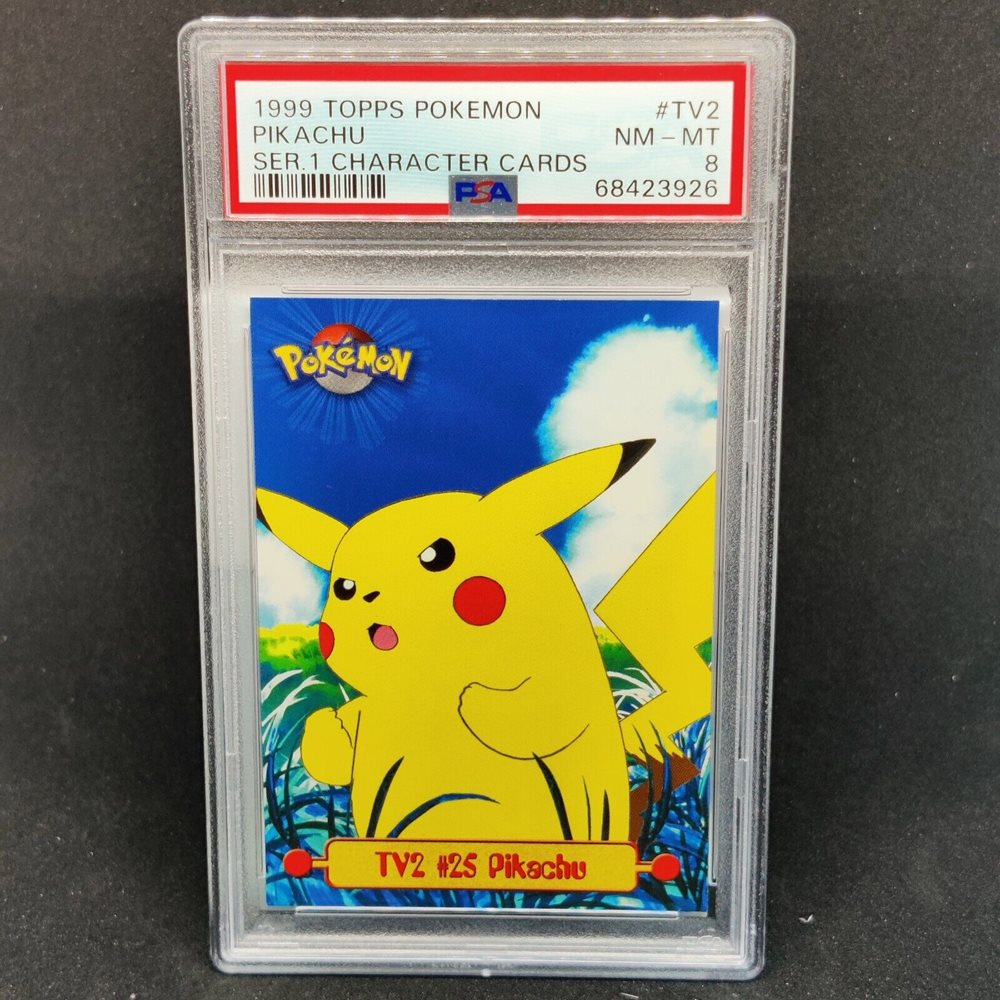 1999 TOPPS POKEMON #TV2
PIKACHU NM - MT
SER.1 CHARACTER CARDS 8
PSA 68423926
POKéMON
TV2 #25 Pikachu